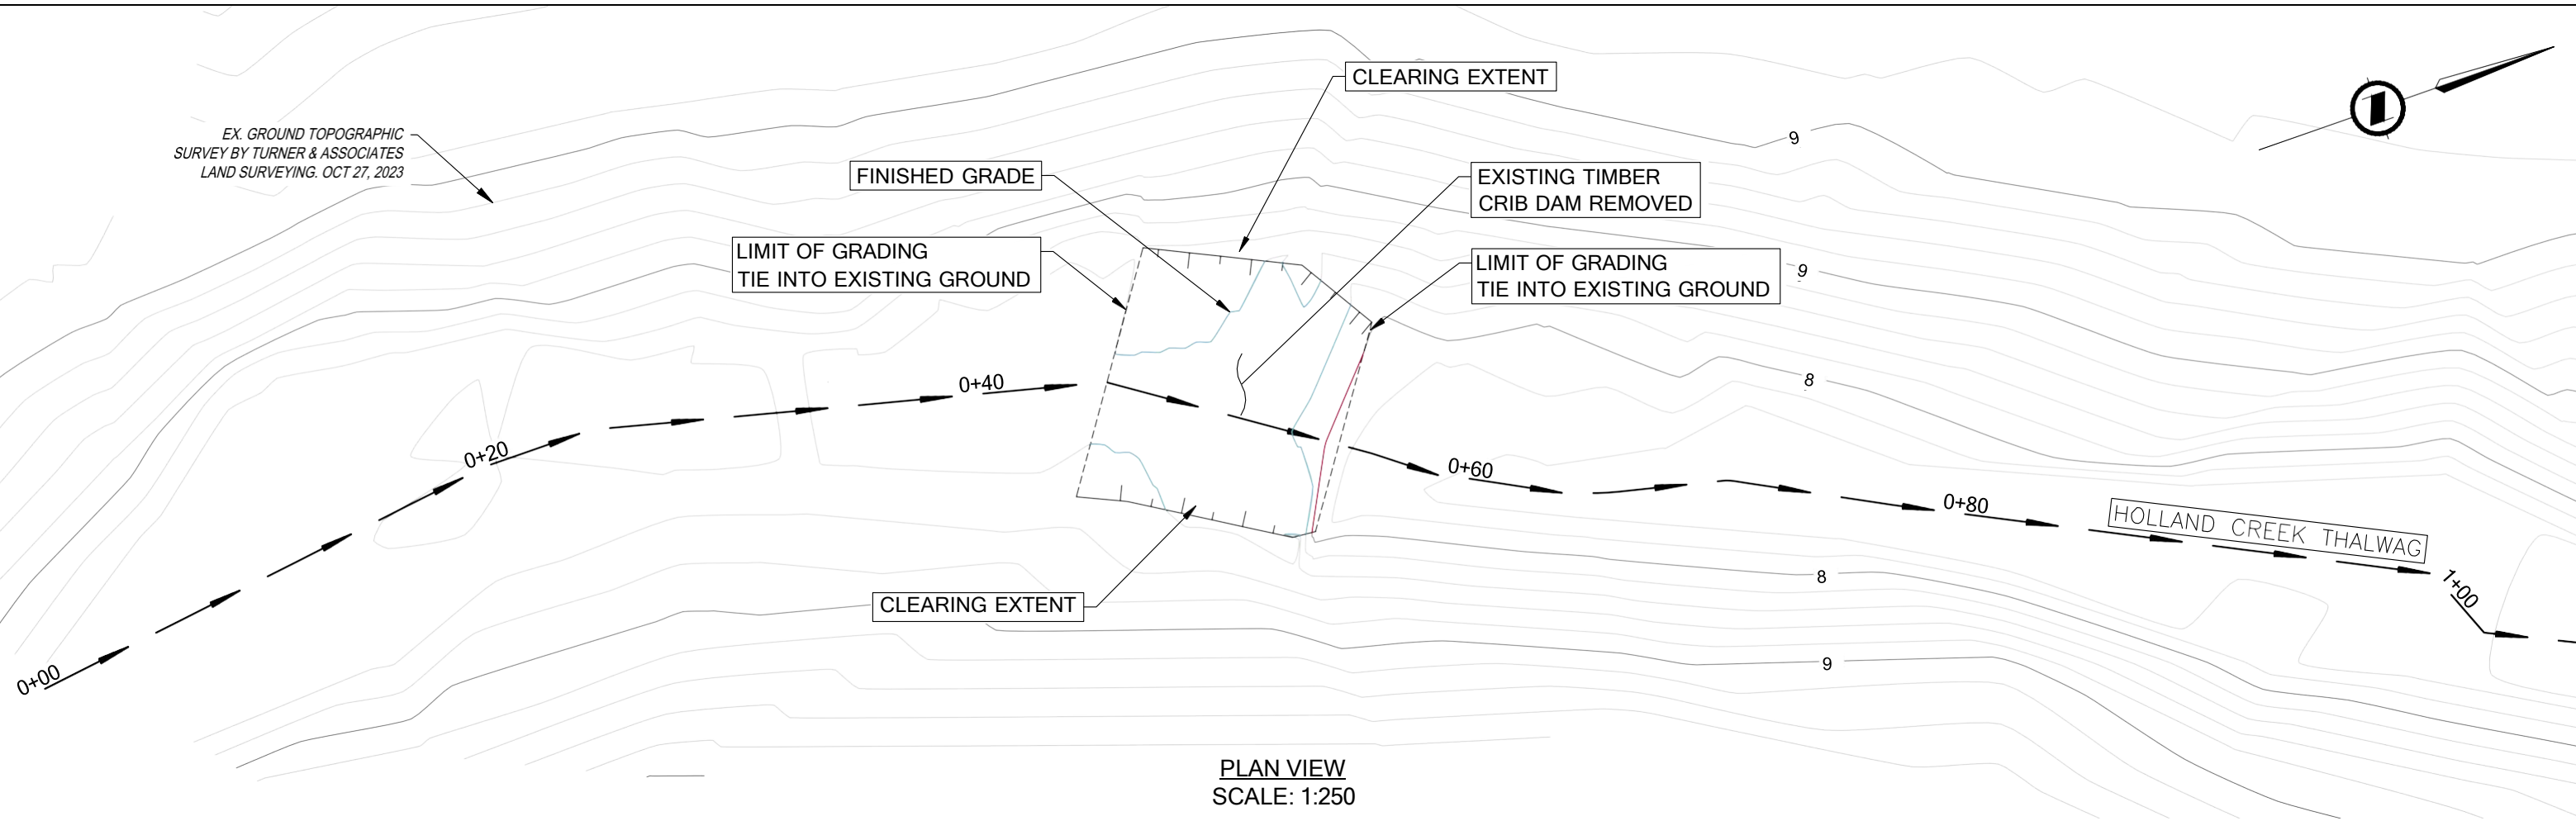 CLEARING EXTENT
9
EX. GROUND TOPOGRAPHIC
SURVEY BY TURNER & ASSOCIATES
LAND SURVEYING. OCT 27, 2023
FINISHED GRADE
EXISTING TIMBER
CRIB DAM REMOVED
LIMIT OF GRADING
TIE INTO EXISTING GROUND
LIMIT OF GRADING
TIE INTO EXISTING GROUND
9
8
0+00
0+20
0+40
0+60
0+80
HOLLAND CREEK THALWAG
1+00
8
CLEARING EXTENT
9
PLAN VIEW
SCALE: 1:250